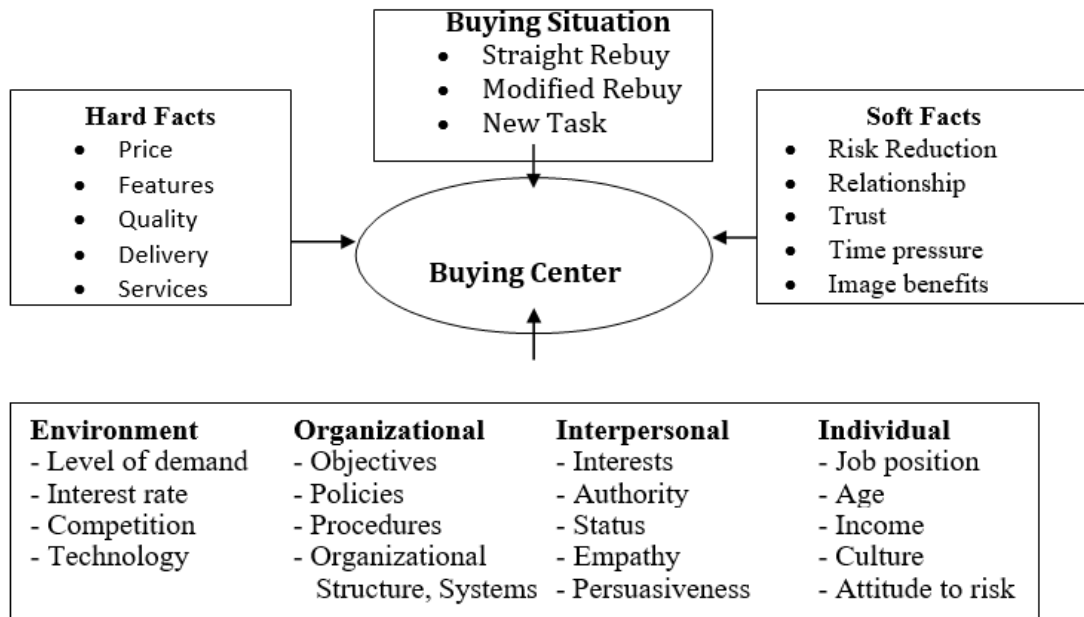 Buying Situation
• Straight Rebuy
• Modified Rebuy
• New Task
Hard Facts
• Price
• Features
• Quality
• Delivery
• Services
Soft Facts
• Risk Reduction
• Relationship
• Trust
• Time pressure
• Image benefits
Buying Center
Environment
- Level of demand
- Interest rate
- Competition
- Technology
Organizational
- Objectives
- Policies
- Procedures
- Organizational
Structure, Systems
Interpersonal
- Interests
- Authority
- Status
- Empathy
- Persuasiveness
Individual
- Job position
- Age
- Income
- Culture
- Attitude to risk